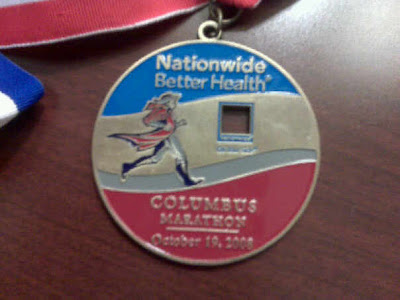 Nationwide
Better Health®
COLUMBUS
MARATHON
October 19, 2008